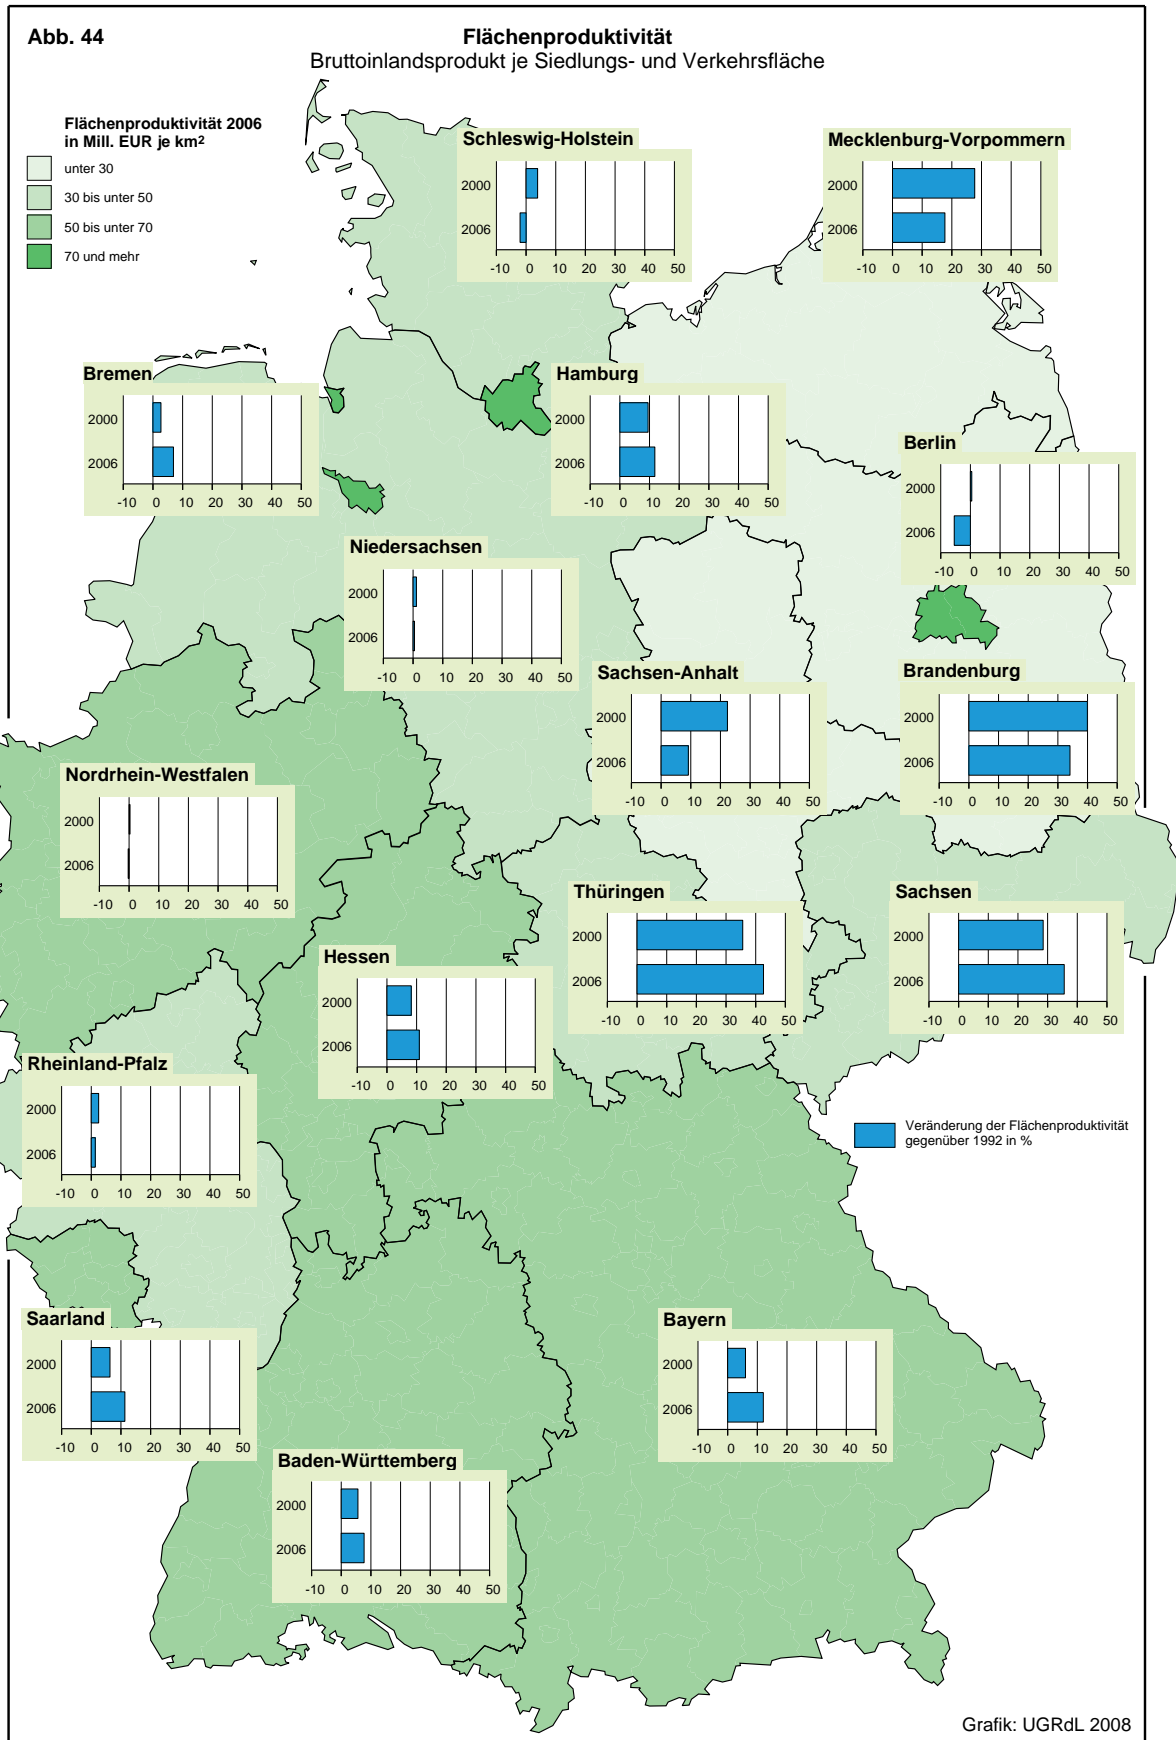 Abb. 44
Flächenproduktivität
Bruttoinlandsprodukt je Siedlungs- und Verkehrsfläche
Flächenproduktivität 2006
in Mill. EUR je km²
unter 30
30 bis unter 50
50 bis unter 70
70 und mehr
Schleswig-Holstein
2000
2006
-10 0 10 20 30 40 50
Mecklenburg-Vorpommern
2000
2006
-10 0 10 20 30 40 50
Bremen
2000
2006
-10 0 10 20 30 40 50
Hamburg
2000
2006
-10 0 10 20 30 40 50
Berlin
2000
2006
-10 0 10 20 30 40 50
Niedersachsen
2000
2006
-10 0 10 20 30 40 50
Sachsen-Anhalt
2000
2006
-10 0 10 20 30 40 50
Brandenburg
2000
2006
-10 0 10 20 30 40 50
Nordrhein-Westfalen
2000
2006
-10 0 10 20 30 40 50
Thüringen
2000
2006
-10 0 10 20 30 40 50
Sachsen
2000
2006
-10 0 10 20 30 40 50
Hessen
2000
2006
-10 0 10 20 30 40 50
Rheinland-Pfalz
2000
2006
-10 0 10 20 30 40 50
Veränderung der Flächenproduktivität
gegenüber 1992 in %
Saarland
2000
2006
-10 0 10 20 30 40 50
Bayern
2000
2006
-10 0 10 20 30 40 50
Baden-Württemberg
2000
2006
-10 0 10 20 30 40 50
Grafik: UGRdL 2008